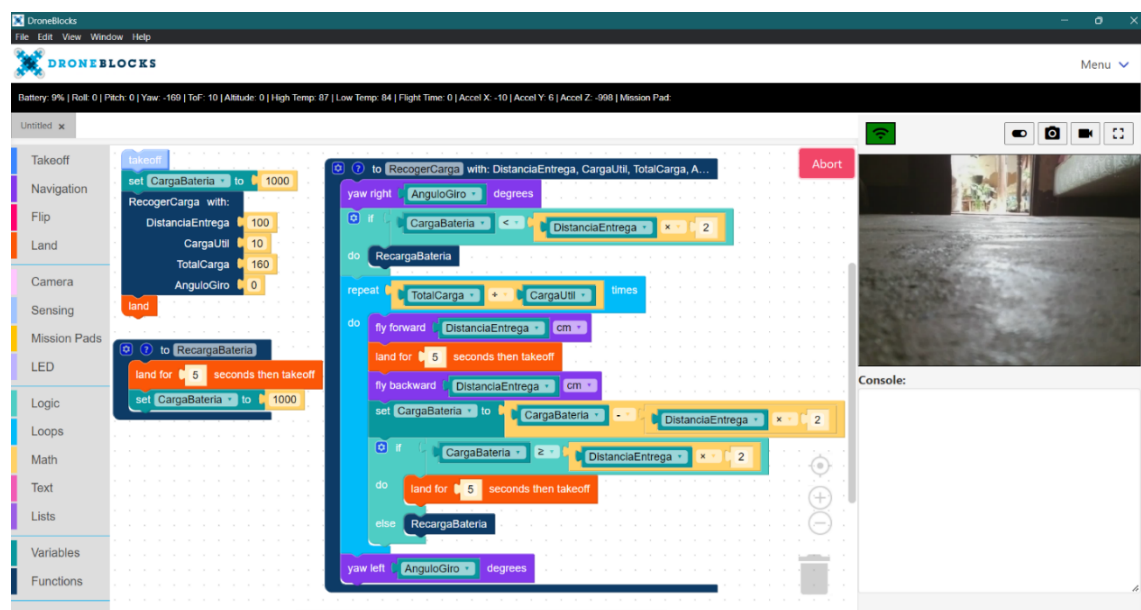 DroneBlocks
File Edit View Window Help
DRONEBLOCKS
Menu
Battery: 9% | Roll: 0 | Pitch: 0 | Yaw: -169 | ToF: 10 | Altitude: 0 | High Temp: 87 | Low Temp: 84 | Flight Time: 0 | Accel X: -10 | Accel Y: 6 | Accel Z: -998 | Mission Pad:
Untitled x
Takeoff
Navigation
Flip
Land
Camera
Sensing
Mission Pads
LED
Logic
Loops
Math
Text
Lists
Variables
Functions
takeoff
set CargaBateria to 1000
RecogerCarga with:
DistanciaEntrega 100
CargaUtil 10
TotalCarga 160
AnguloGiro 0
land
? to RecargaBateria
land for 5 seconds then takeoff
set CargaBateria to 1000
? to RecogerCarga with: DistanciaEntrega, CargaUtil, TotalCarga, A...
yaw right AnguloGiro degrees
if CargaBateria < DistanciaEntrega × 2
do RecargaBateria
repeat TotalCarga ÷ CargaUtil times
do fly forward DistanciaEntrega cm
land for 5 seconds then takeoff
fly backward DistanciaEntrega cm
set CargaBateria to CargaBateria - DistanciaEntrega × 2
if CargaBateria ≥ DistanciaEntrega × 2
do land for 5 seconds then takeoff
else RecargaBateria
yaw left AnguloGiro degrees
Abort
Console: